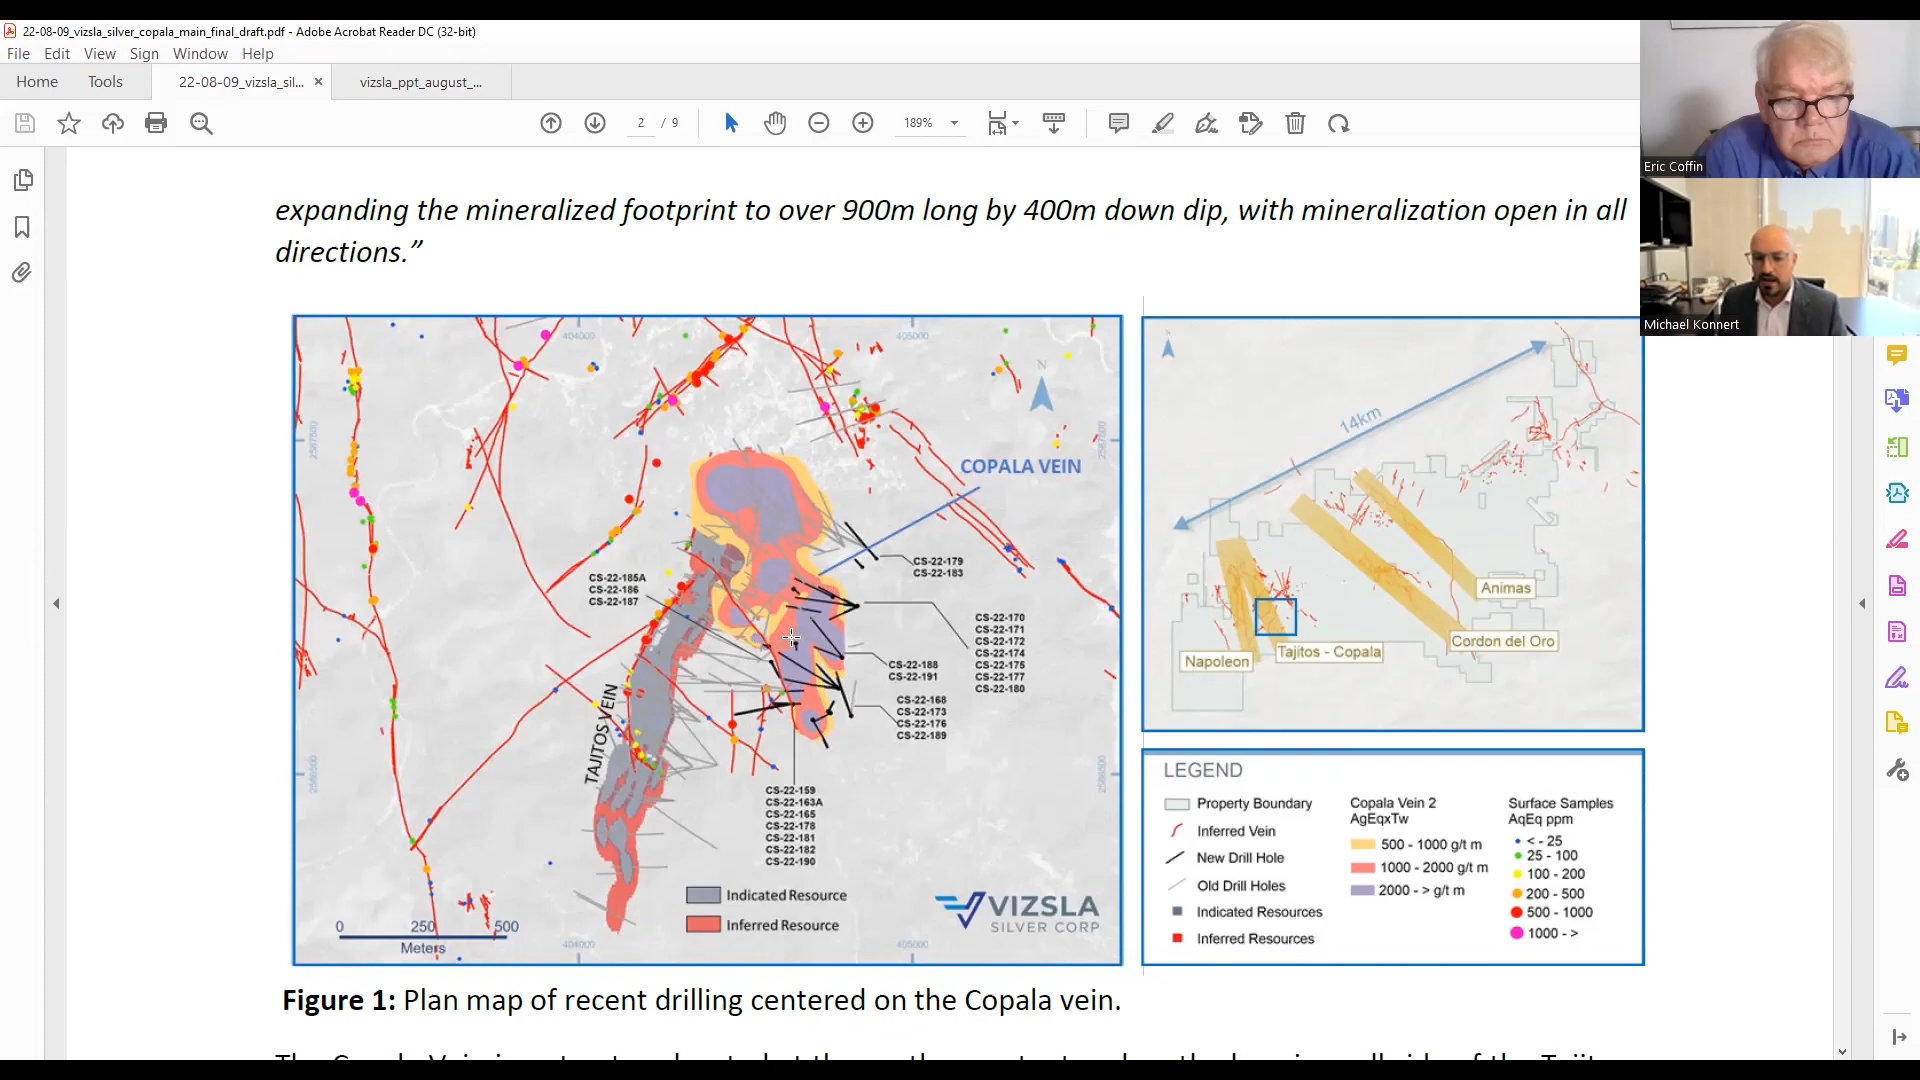 22-08-09_vizsla_silver_copala_main_final_draft.pdf - Adobe Acrobat Reader DC (32-bit)
File Edit View Sign Window Help
Home Tools 22-08-09_vizsla_sil... × vizsla_ppt_august_...
2 / 9 189%
Eric Coffin
Michael Konnert
expanding the mineralized footprint to over 900m long by 400m down dip, with mineralization open in all
directions.”
404000
405000
2587500
N
COPALA VEIN
CS-22-179
CS-22-183
CS-22-185A
CS-22-186
CS-22-187
CS-22-170
CS-22-171
CS-22-172
CS-22-174
CS-22-175
CS-22-177
CS-22-180
CS-22-188
CS-22-191
CS-22-168
CS-22-173
CS-22-176
CS-22-189
TAJITOS VEIN
2586500
CS-22-159
CS-22-163A
CS-22-165
CS-22-178
CS-22-181
CS-22-182
CS-22-190
Indicated Resource
Inferred Resource
0 250 500
Meters
404000
405000
VIZSLA
SILVER CORP
14km
Animas
Cordon del Oro
Tajitos - Copala
Napoleon
LEGEND
Property Boundary
Inferred Vein
New Drill Hole
Old Drill Holes
Indicated Resources
Inferred Resources
Copala Vein 2
AgEqxTw
500 - 1000 g/t m
1000 - 2000 g/t m
2000 - > g/t m
Surface Samples
AqEq ppm
< - 25
25 - 100
100 - 200
200 - 500
500 - 1000
1000 - >
Figure 1: Plan map of recent drilling centered on the Copala vein.